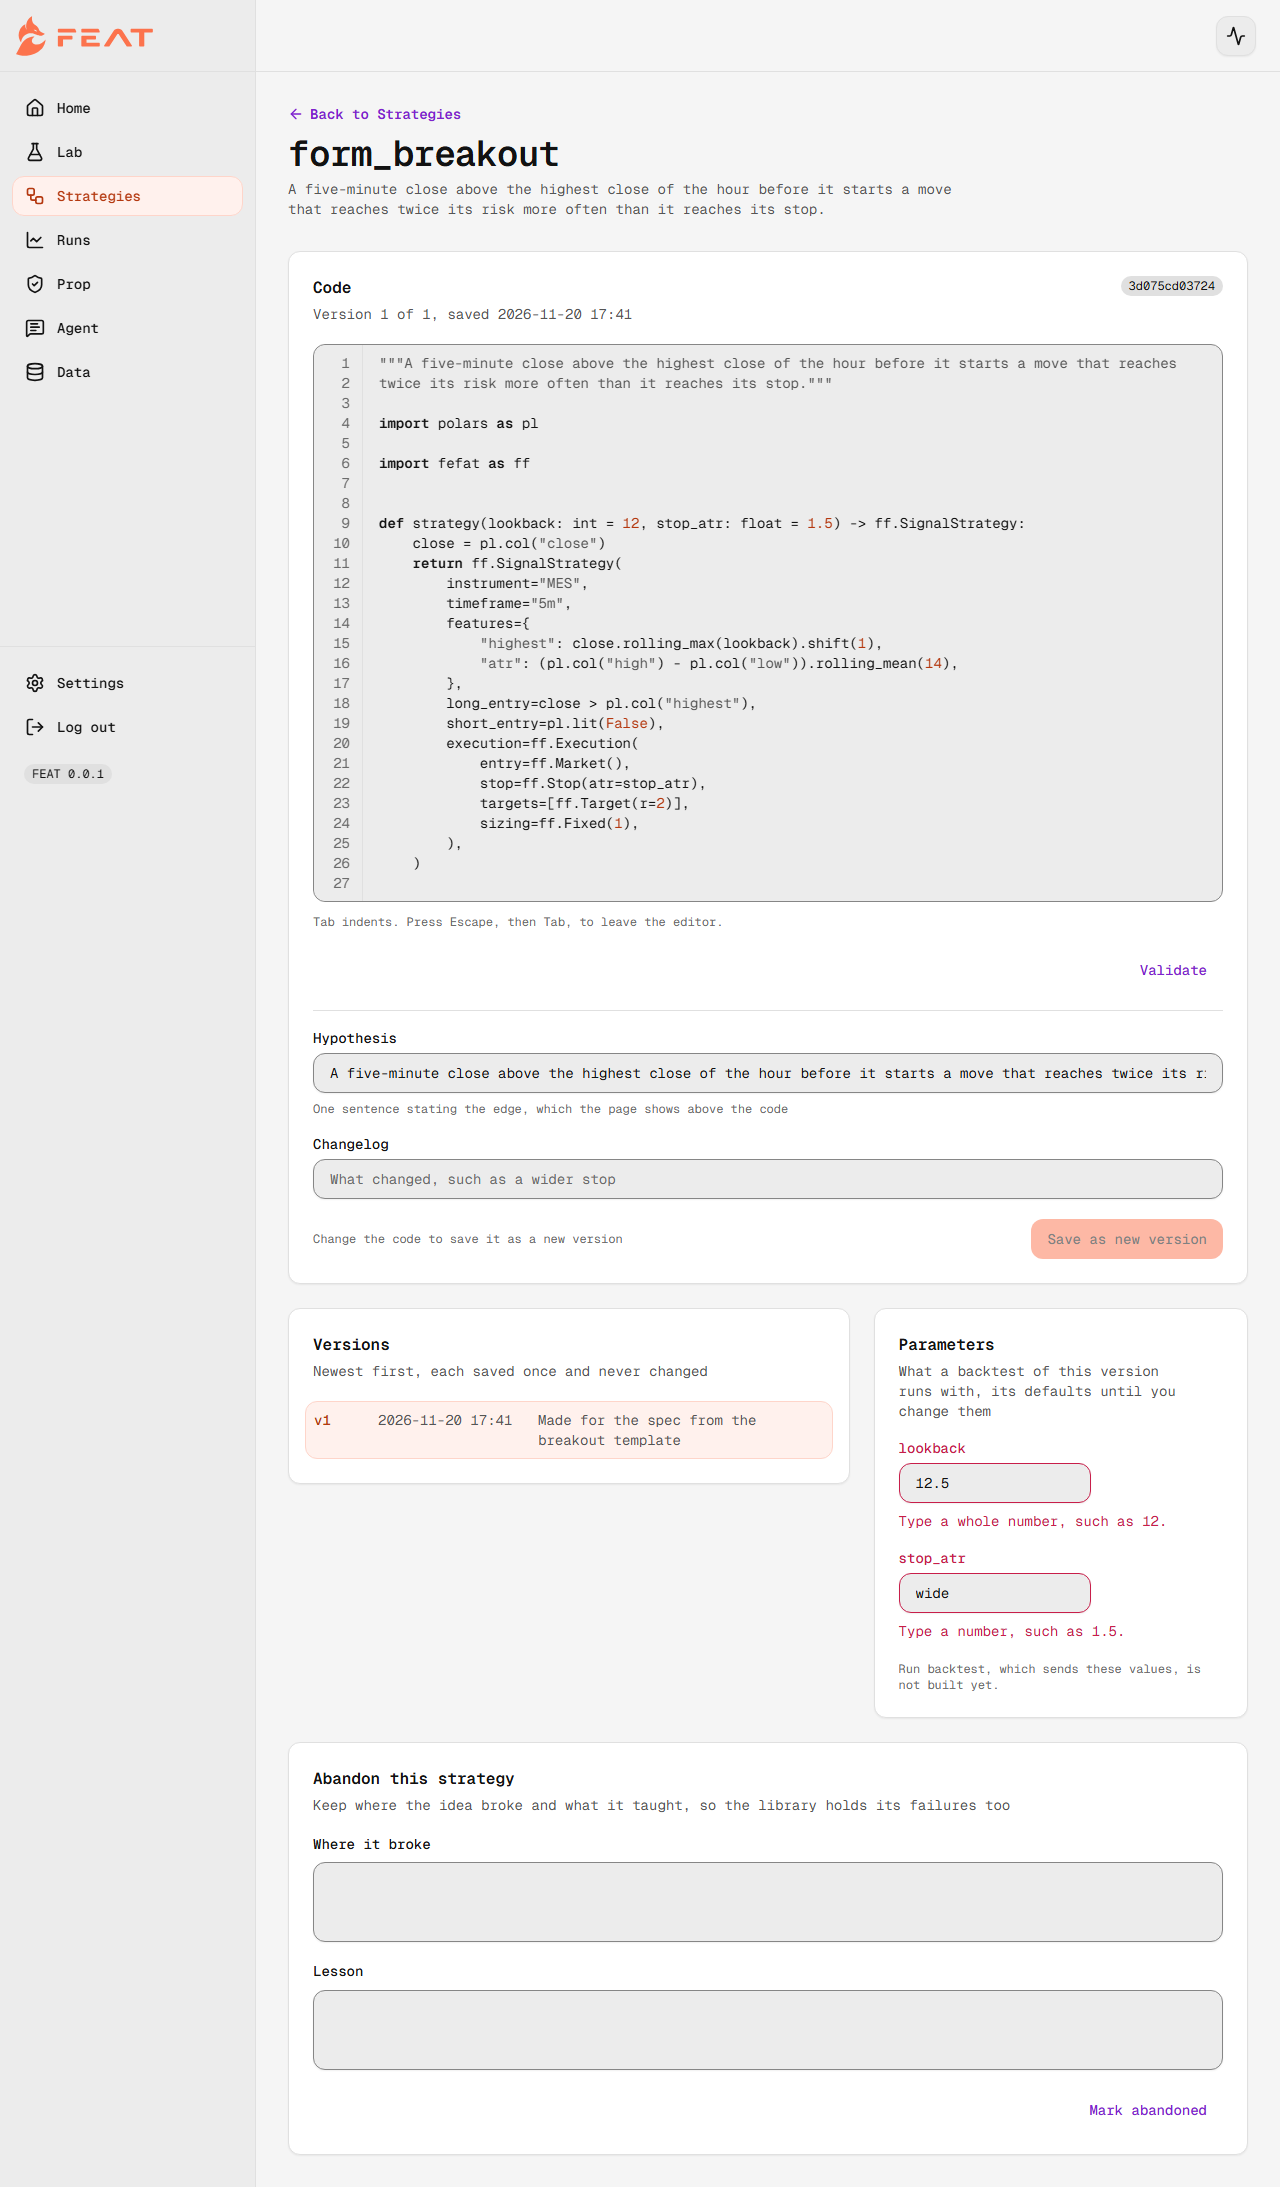 FEAT
Home
Lab
Strategies
Runs
Prop
Agent
Data
Settings
Log out
FEAT 0.0.1
Back to Strategies
form_breakout
A five-minute close above the highest close of the hour before it starts a move
that reaches twice its risk more often than it reaches its stop.
Code
3d075cd03724
Version 1 of 1, saved 2026-11-20 17:41
1 """A five-minute close above the highest close of the hour before it starts a move that reaches
2 twice its risk more often than it reaches its stop."""
3
4 import polars as pl
5
6 import fefat as ff
7
8
9 def strategy(lookback: int = 12, stop_atr: float = 1.5) -> ff.SignalStrategy:
10     close = pl.col("close")
11     return ff.SignalStrategy(
12         instrument="MES",
13         timeframe="5m",
14         features={
15             "highest": close.rolling_max(lookback).shift(1),
16             "atr": (pl.col("high") - pl.col("low")).rolling_mean(14),
17         },
18         long_entry=close > pl.col("highest"),
19         short_entry=pl.lit(False),
20         execution=ff.Execution(
21             entry=ff.Market(),
22             stop=ff.Stop(atr=stop_atr),
23             targets=[ff.Target(r=2)],
24             sizing=ff.Fixed(1),
25         ),
26     )
27
Tab indents. Press Escape, then Tab, to leave the editor.
Validate
Hypothesis
A five-minute close above the highest close of the hour before it starts a move that reaches twice its
One sentence stating the edge, which the page shows above the code
Changelog
What changed, such as a wider stop
Change the code to save it as a new version
Save as new version
Versions
Newest first, each saved once and never changed
v1 2026-11-20 17:41 Made for the spec from the
breakout template
Parameters
What a backtest of this version
runs with, its defaults until you
change them
lookback
12.5
Type a whole number, such as 12.
stop_atr
wide
Type a number, such as 1.5.
Run backtest, which sends these values, is
not built yet.
Abandon this strategy
Keep where the idea broke and what it taught, so the library holds its failures too
Where it broke
Lesson
Mark abandoned